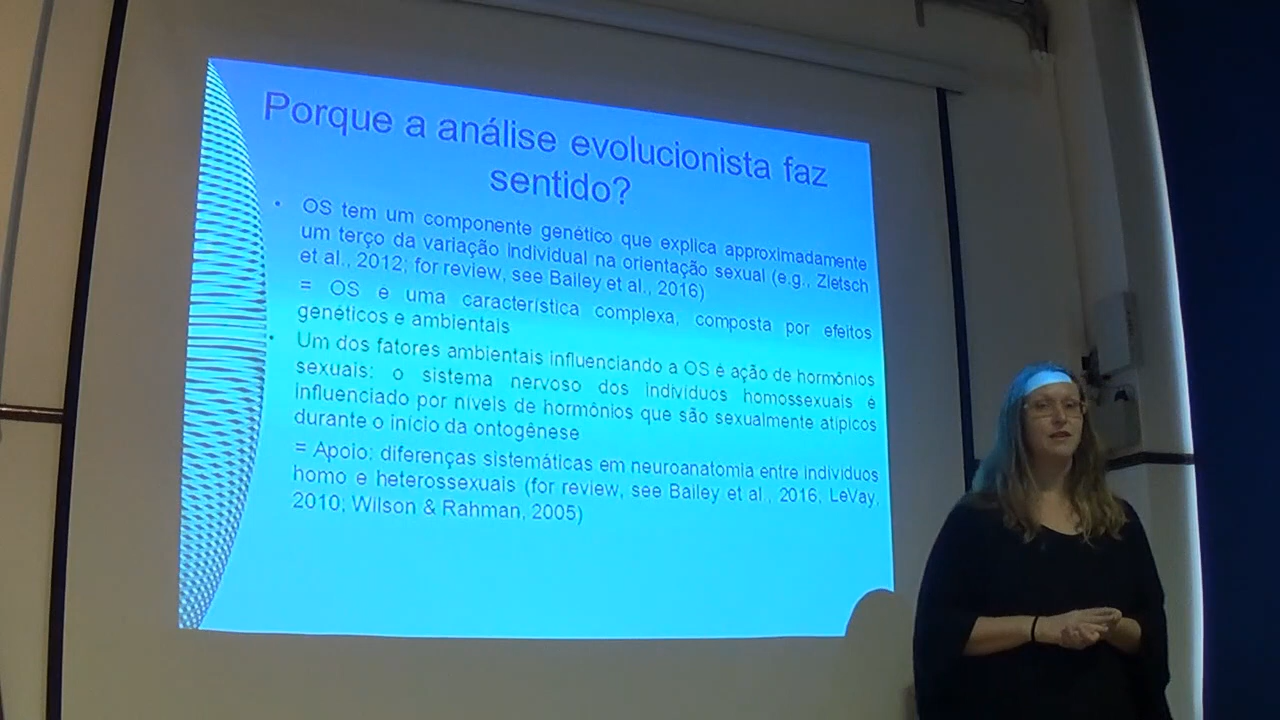 Porque a análise evolucionista faz
sentido?
• OS tem um componente genético que explica approximadamente
um terço da variação individual na orientação sexual (e.g., Zietsch
et al., 2012; for review, see Bailey et al., 2016)
= OS é uma característica complexa, composta por efeitos
genéticos e ambientais
• Um dos fatores ambientais influenciando a OS é ação de hormônios
sexuais: o sistema nervoso dos indivíduos homossexuais é
influenciado por níveis de hormônios que são sexualmente atípicos
durante o início da ontogênese
= Apoio: diferenças sistemáticas em neuroanatomia entre indivíduos
homo e heterossexuais (for review, see Bailey et al., 2016; LeVay,
2010; Wilson & Rahman, 2005)